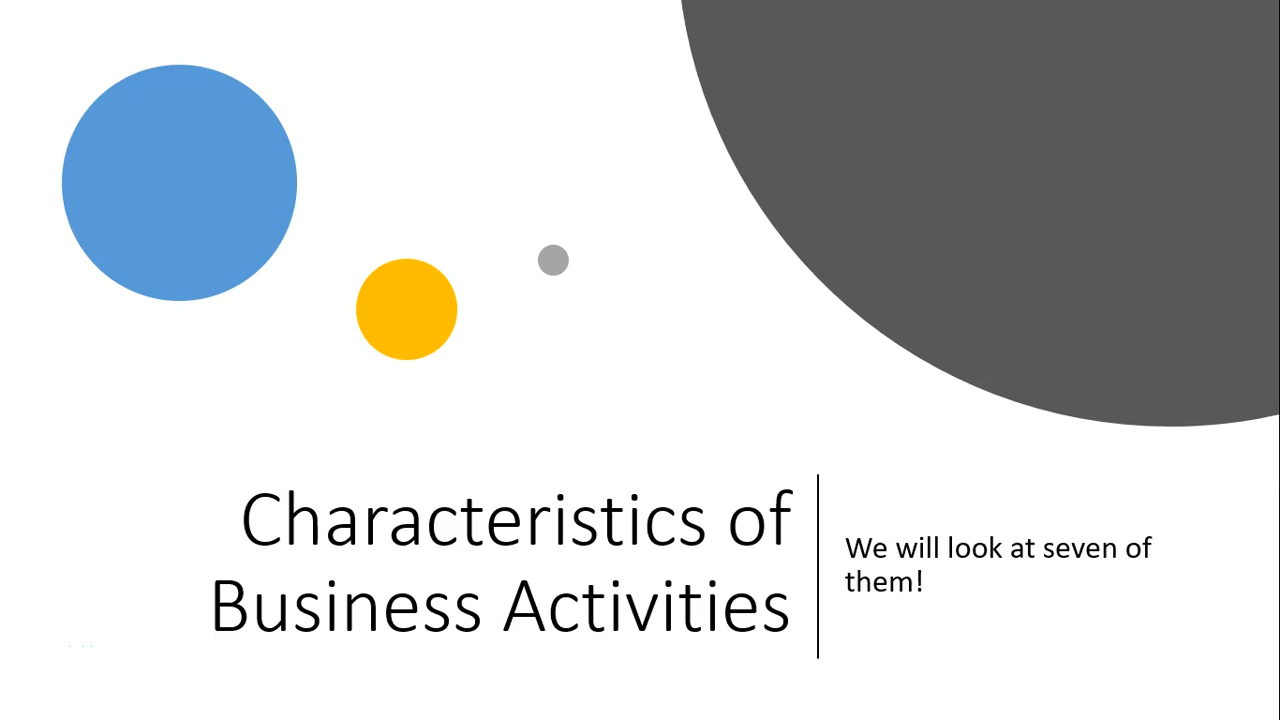 Characteristics of
Business Activities
We will look at seven of
them!